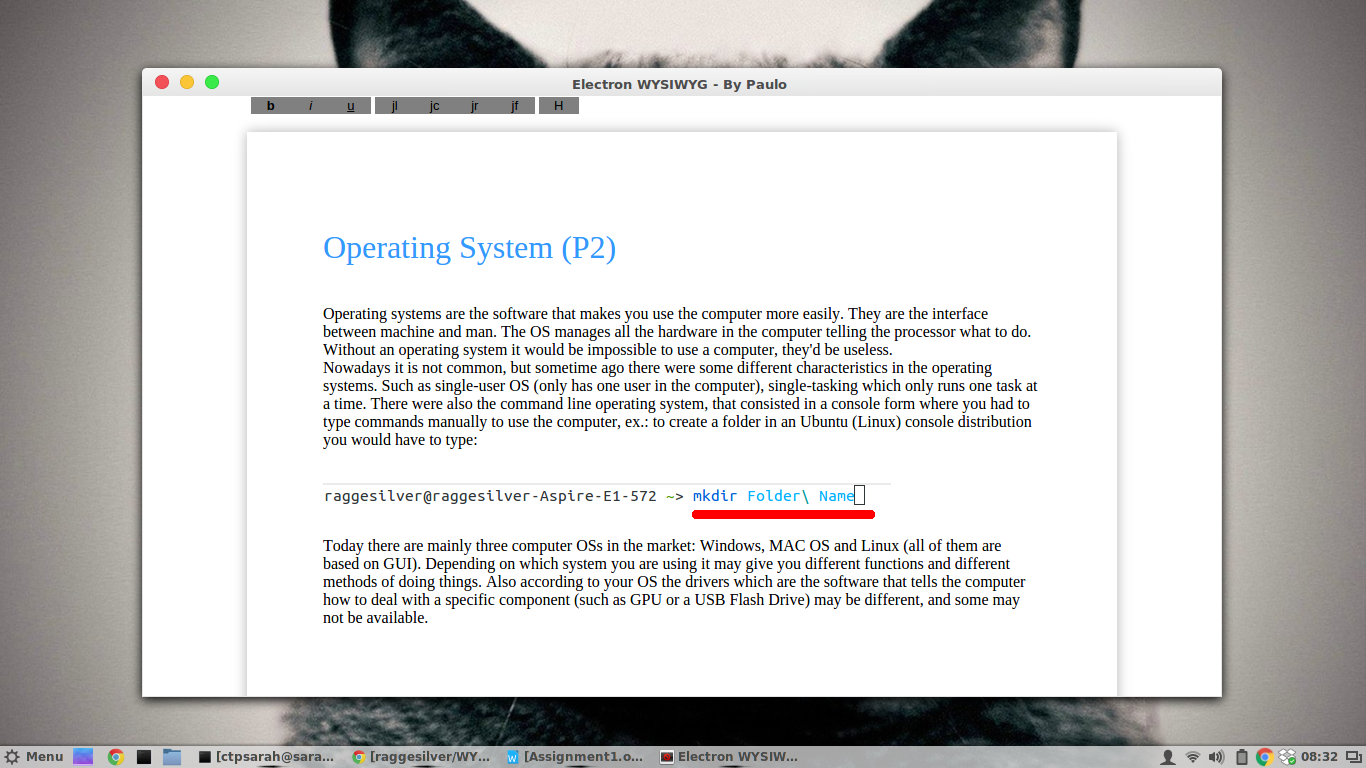 Electron WYSIWYG - By Paulo
b i u jl jc jr jf H
Operating System (P2)
Operating systems are the software that makes you use the computer more easily. They are the interface
between machine and man. The OS manages all the hardware in the computer telling the processor what to do.
Without an operating system it would be impossible to use a computer, they'd be useless.
Nowadays it is not common, but sometime ago there were some different characteristics in the operating
systems. Such as single-user OS (only has one user in the computer), single-tasking which only runs one task at
a time. There were also the command line operating system, that consisted in a console form where you had to
type commands manually to use the computer, ex.: to create a folder in an Ubuntu (Linux) console distribution
you would have to type:
raggesilver@raggesilver-Aspire-E1-572 ~> mkdir Folder\ Name
Today there are mainly three computer OSs in the market: Windows, MAC OS and Linux (all of them are
based on GUI). Depending on which system you are using it may give you different functions and different
methods of doing things. Also according to your OS the drivers which are the software that tells the computer
how to deal with a specific component (such as GPU or a USB Flash Drive) may be different, and some may
not be available.
Menu [ctpsarah@sara... [raggesilver/WY... [Assignment1.o... Electron WYSIW... 08:32